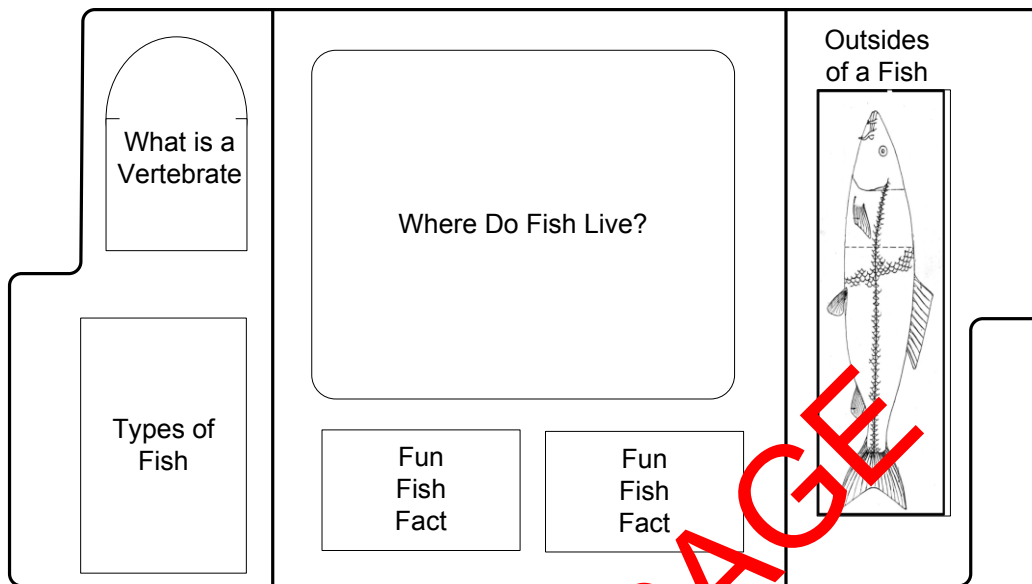 What is a
Vertebrate
Types of
Fish
Where Do Fish Live?
Fun
Fish
Fact
Fun
Fish
Fact
Outsides
of a Fish
AGE